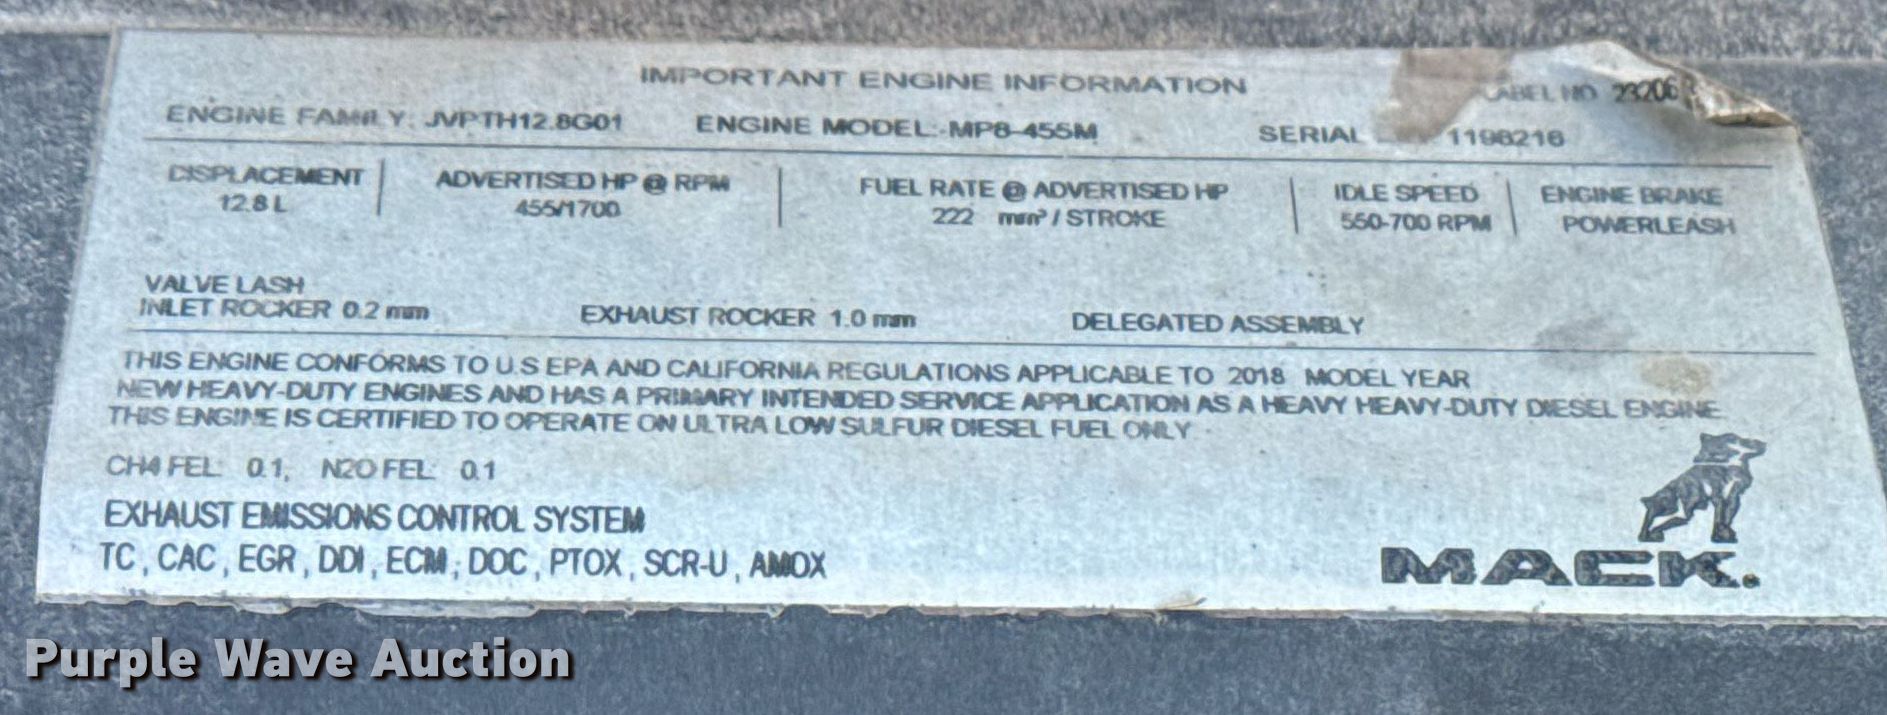 IMPORTANT ENGINE INFORMATION
LABEL NO 23206
ENGINE FAMILY: JVPTH12.8G01 ENGINE MODEL: MP8-455M SERIAL 1196216
DISPLACEMENT ADVERTISED HP @ RPM FUEL RATE @ ADVERTISED HP IDLE SPEED ENGINE BRAKE
12.8 L 455/1700 222 mm³ / STROKE 550-700 RPM POWERLEASH
VALVE LASH
INLET ROCKER 0.2 mm EXHAUST ROCKER 1.0 mm DELEGATED ASSEMBLY
THIS ENGINE CONFORMS TO U.S EPA AND CALIFORNIA REGULATIONS APPLICABLE TO 2018 MODEL YEAR
NEW HEAVY-DUTY ENGINES AND HAS A PRIMARY INTENDED SERVICE APPLICATION AS A HEAVY HEAVY-DUTY DIESEL ENGINE
THIS ENGINE IS CERTIFIED TO OPERATE ON ULTRA LOW SULFUR DIESEL FUEL ONLY
CH4 FEL: 0.1, N2O FEL: 0.1
EXHAUST EMISSIONS CONTROL SYSTEM
TC, CAC, EGR, DDI, ECM, DOC, PTOX, SCR-U, AMOX
MACK.
Purple Wave Auction